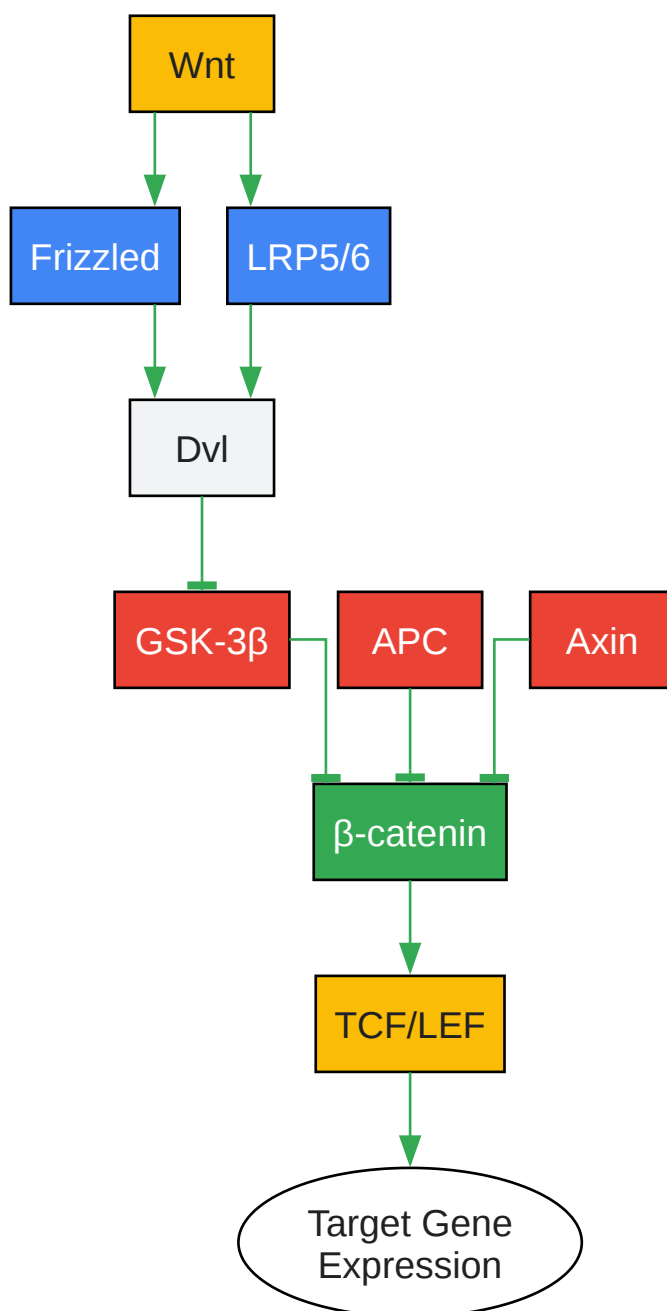 Wnt
Frizzled
LRP5/6
Dvl
GSK-3β
APC
Axin
β-catenin
TCF/LEF
Target Gene
Expression